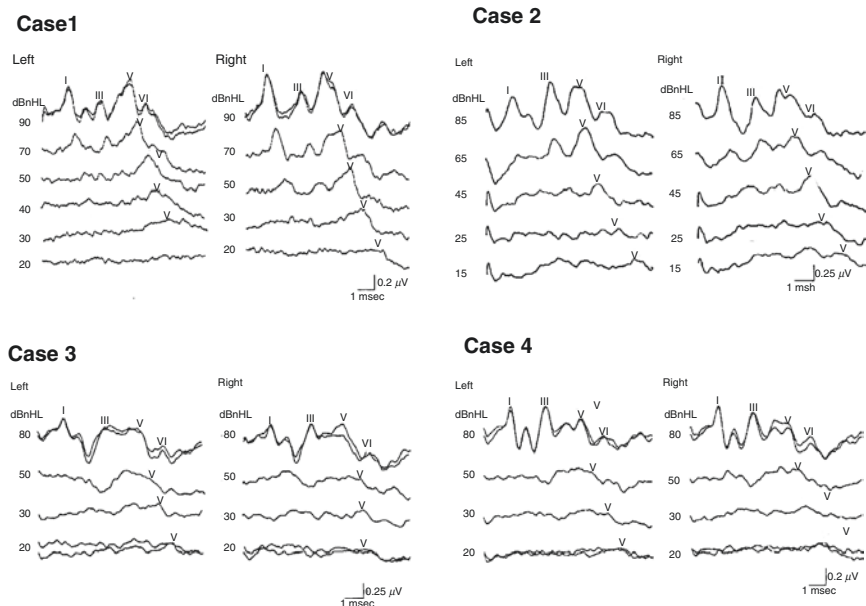 Case1
Left
Right
I
III
V
VI
I
III
V
VI
dBnHL
90
70
50
40
30
20
V
V
V
V
dBnHL
90
70
50
30
20
V
V
V
V
0.2 μV
1 msec
Case 2
Left
Right
I
III
V
VI
II
III
V
VI
dBnHL
85
65
45
25
15
V
V
V
V
dBnHL
85
65
45
25
15
V
V
V
V
0.25 μV
1 msh
Case 3
Left
Right
I
III
V
VI
I
III
V
VI
dBnHL
80
50
30
20
V
V
V
dBnHL
80
50
30
20
V
V
V
0.25 μV
1 msec
Case 4
Left
Right
I
III
V
V
VI
I
III
V
VI
dBnHL
80
50
30
20
V
V
V
dBnHL
80
50
30
20
V
V
V
0.2 μV
1 msec